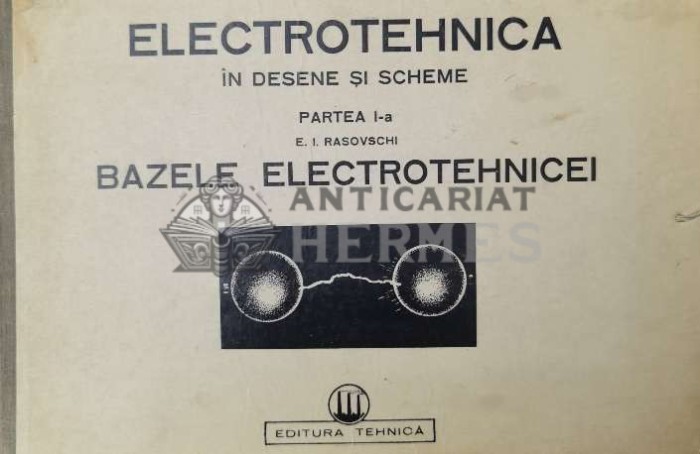 ELECTROTEHNICA
ÎN DESENE ȘI SCHEME
PARTEA I-a
E. I. RASOVSCHI
BAZELE ELECTROTEHNICEI
ANTICARIAT
HERMES
EDITURA TEHNICĂ